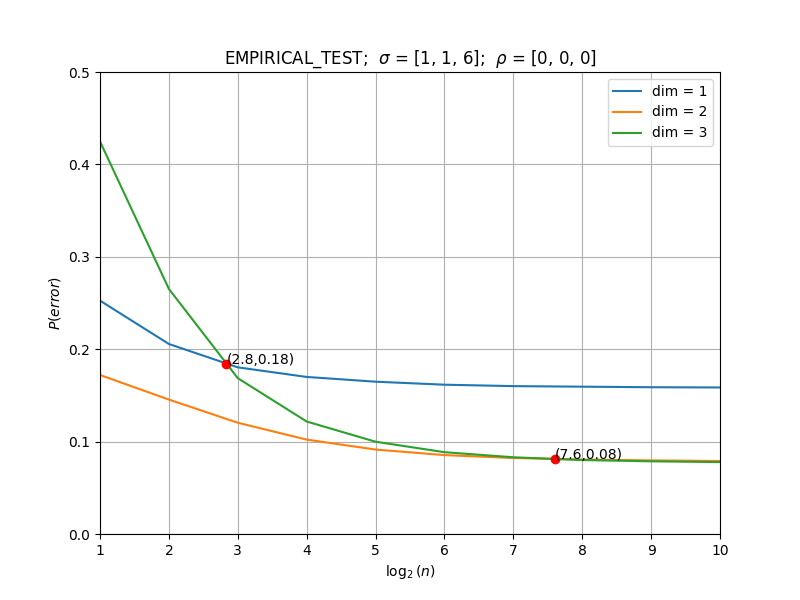 EMPIRICAL_TEST; σ = [1, 1, 6]; ρ = [0, 0, 0]
0.5
dim = 1
dim = 2
dim = 3
0.4
0.3
P(error)
0.2
(2.8,0.18)
0.1
(7.6,0.08)
0.0
1 2 3 4 5 6 7 8 9 10
log₂(n)